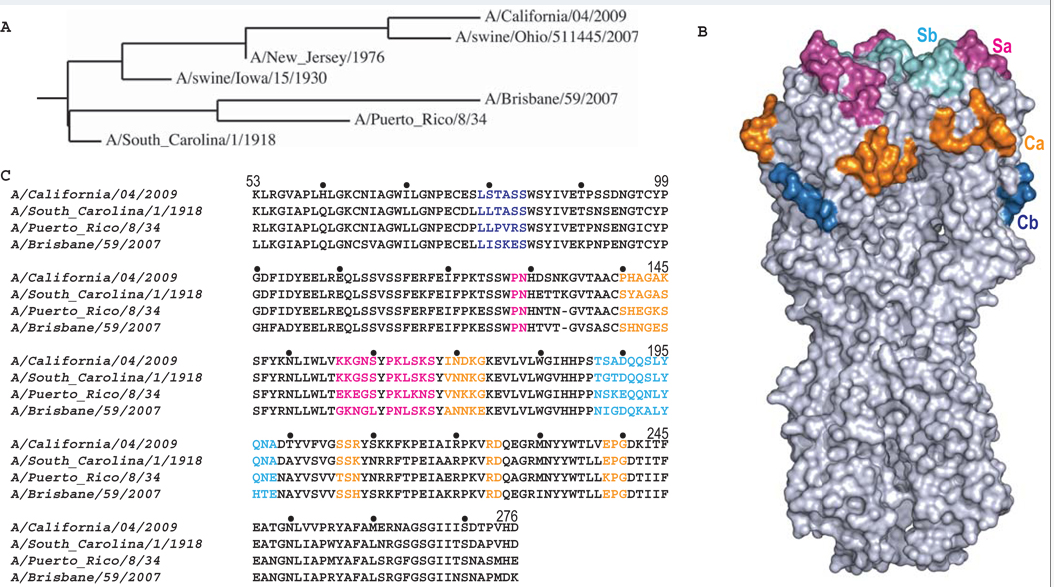 A
A/California/04/2009
A/swine/Ohio/511445/2007
A/New_Jersey/1976
A/swine/Iowa/15/1930
A/Brisbane/59/2007
A/Puerto_Rico/8/34
A/South_Carolina/1/1918
B
Sb
Sa
Ca
Cb
C
53 99
A/California/04/2009 KLRGVAPLHLGKCNIAGWILGNPECESLSTASSWSYIVETPSSDNGTCYP
A/South_Carolina/1/1918 KLKGIAPLQLGKCNIAGWLLGNPECDLLLTASSWSYIVETSNSENGTCYP
A/Puerto_Rico/8/34 RLKGIAPLQLGKCNIAGWLLGNPECDPLLPVRSWSYIVETPNSENGICYP
A/Brisbane/59/2007 LLKGIAPLQLGNCSVAGWILGNPECELLISKESWSYIVEKPNPENGTCYP
145
A/California/04/2009 GDFIDYEELREQLSSVSSFERFEIFPKTSSWPNHDSNKGVTAACPHAGAK
A/South_Carolina/1/1918 GDFIDYEELREQLSSVSSFEKFEIFPKTSSWPNHETTKGVTAACSYAGAS
A/Puerto_Rico/8/34 GDFIDYEELREQLSSVSSFERFEIFPKESSWPNHNTN-GVTAACSHEGKS
A/Brisbane/59/2007 GHFADYEELREQLSSVSSFERFEIFPKESSWPNHTVT-GVSASCSHNGES
195
A/California/04/2009 SFYKNLIWLVKKGNSYPKLSKSYINDKGKEVLVLWGIHHPSTSADQQSLY
A/South_Carolina/1/1918 SFYRNLLWLTKKGSSYPKLSKSYVNNKGKEVLVLWGVHHPPTGTDQQSLY
A/Puerto_Rico/8/34 SFYRNLLWLTEKEGSYPKLKNSYVNKKGKEVLVLWGIHHPPNSKEQQNLY
A/Brisbane/59/2007 SFYRNLLWLTGKNGLYPNLSKSYANNKEKEVLVLWGVHHPPNIGDQKALY
245
A/California/04/2009 QNADTYVFVGSSRYSKKFKPEIAIRPKVRDQEGRMNYYWTLVEPGDKITF
A/South_Carolina/1/1918 QNADAYVSVGSSKYNRRFTPEIAARPKVRDQAGRMNYYWTLLEPGDTITF
A/Puerto_Rico/8/34 QNENAYVSVVTSNYNRRFTPEIAERPKVRDQAGRMNYYWTLLKPGDTIIF
A/Brisbane/59/2007 HTENAYVSVVSSHYSRKFTPEIAKRPKVRDQEGRINYYWTLLEPGDTIIF
276
A/California/04/2009 EATGNLVVPRYAFAMERNAGSGIIISDTPVHD
A/South_Carolina/1/1918 EATGNLIAPWYAFALNRGSGSGIITSDAPVHD
A/Puerto_Rico/8/34 EANGNLIAPMYAFALSRGFGSGIITSNASMHE
A/Brisbane/59/2007 EANGNLIAPRYAFALSRGFGSGIINSNAPMDK